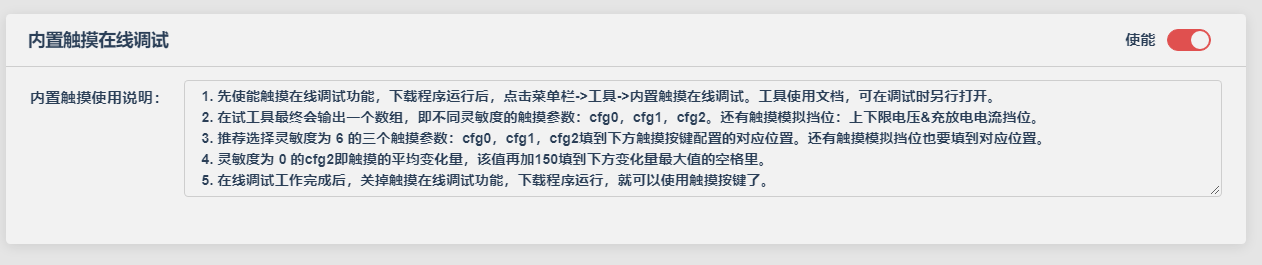 内置触摸在线调试
使能
内置触摸使用说明：
1. 先使能触摸在线调试功能，下载程序运行后，点击菜单栏->工具->内置触摸在线调试。工具使用文档，可在调试时另行打开。
2. 在试工具最终会输出一个数组，即不同灵敏度的触摸参数：cfg0，cfg1，cfg2。还有触摸模拟挡位：上下限电压&充放电电流挡位。
3. 推荐选择灵敏度为 6 的三个触摸参数：cfg0，cfg1，cfg2填到下方触摸按键配置的对应位置。还有触摸模拟挡位也要填到对应位置。
4. 灵敏度为 0 的cfg2即触摸的平均变化量，该值再加150填到下方变化量最大值的空格里。
5. 在线调试工作完成后，关掉触摸在线调试功能，下载程序运行，就可以使用触摸按键了。